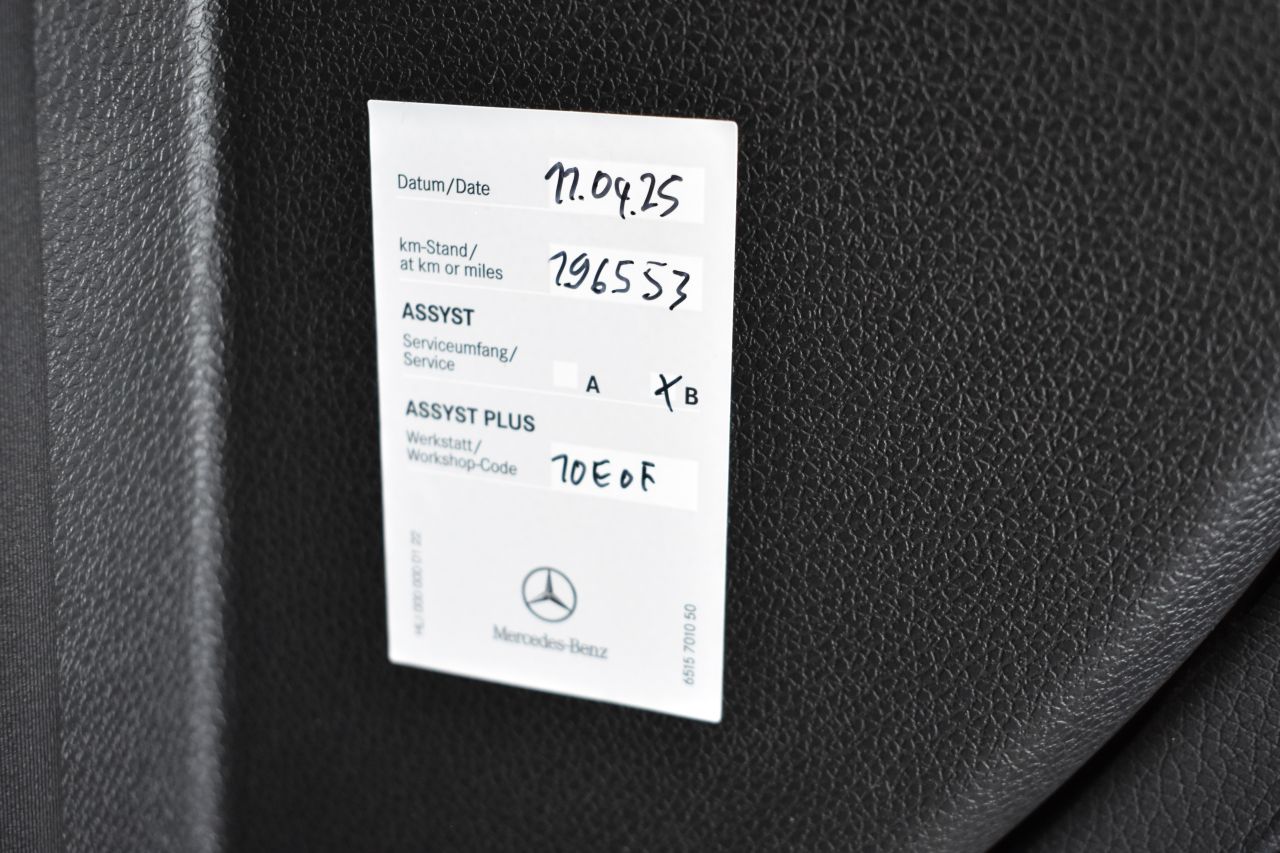 Datum/Date 11.04.25
km-Stand/
at km or miles 196553
ASSYST
Serviceumfang/
Service
A X B
ASSYST PLUS
Werkstatt/
Workshop-Code 10E0F
Mercedes-Benz
6515 7010 50